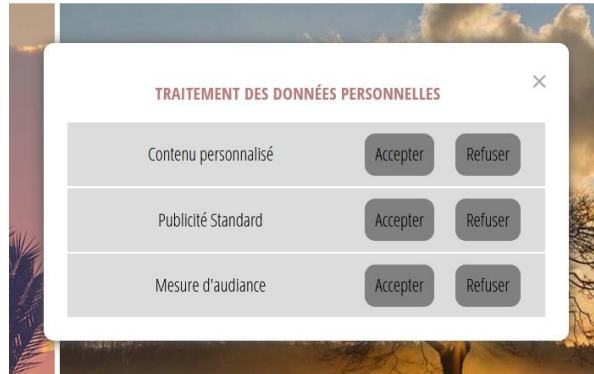 TRAITEMENT DES DONNÉES PERSONNELLES
Contenu personnalisé Accepter Refuser
Publicité Standard Accepter Refuser
Mesure d'audiance Accepter Refuser